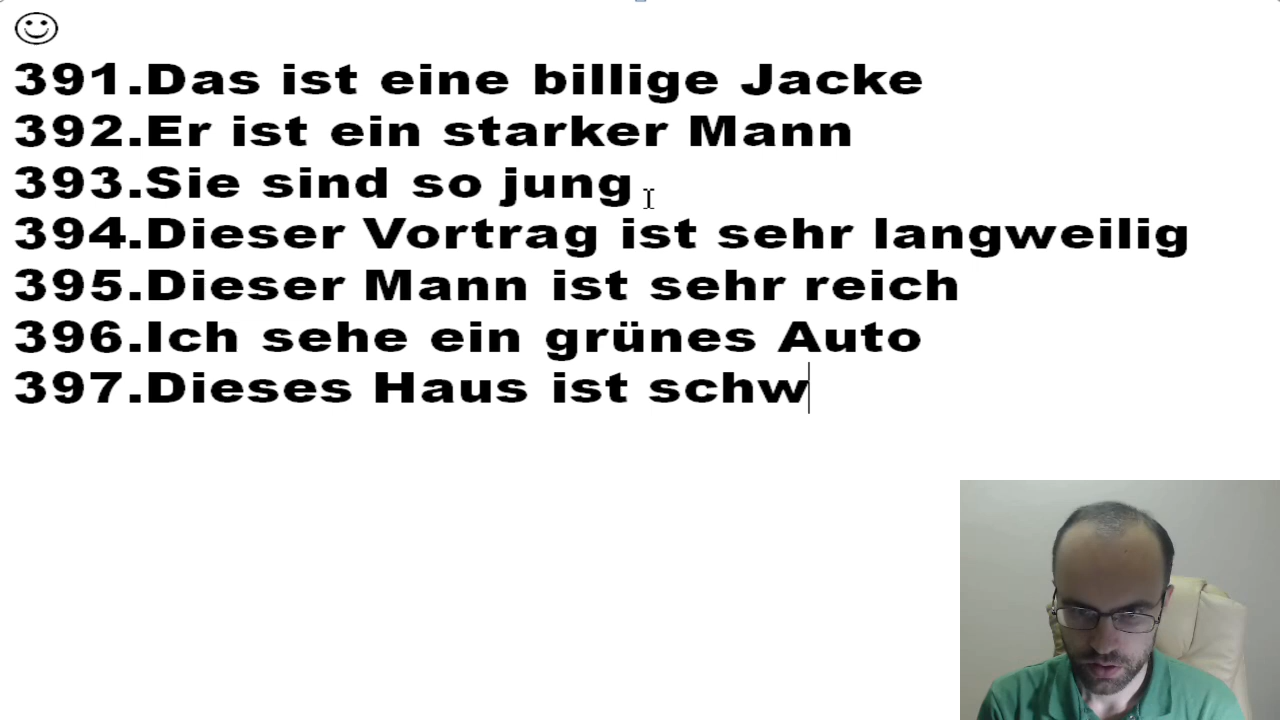 391.Das ist eine billige Jacke
392.Er ist ein starker Mann
393.Sie sind so jung
394.Dieser Vortrag ist sehr langweilig
395.Dieser Mann ist sehr reich
396.Ich sehe ein grünes Auto
397.Dieses Haus ist schw